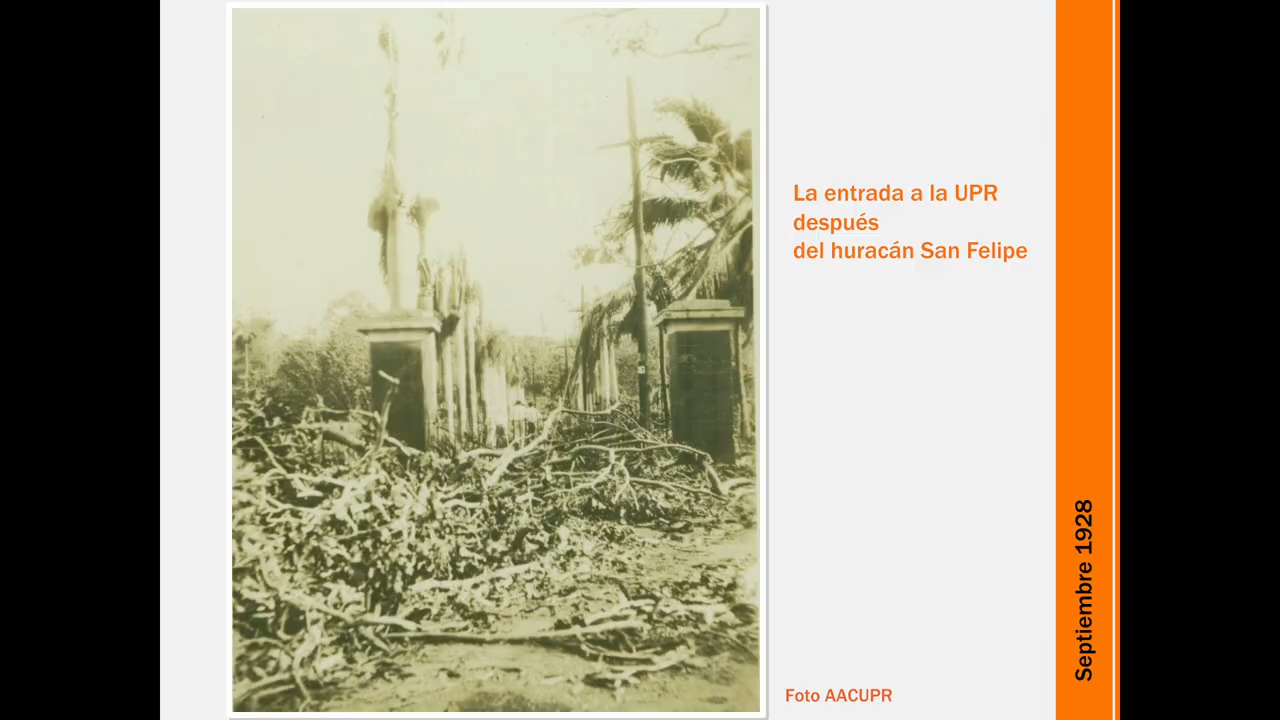 La entrada a la UPR
después
del huracán San Felipe
Septiembre 1928
Foto AACUPR